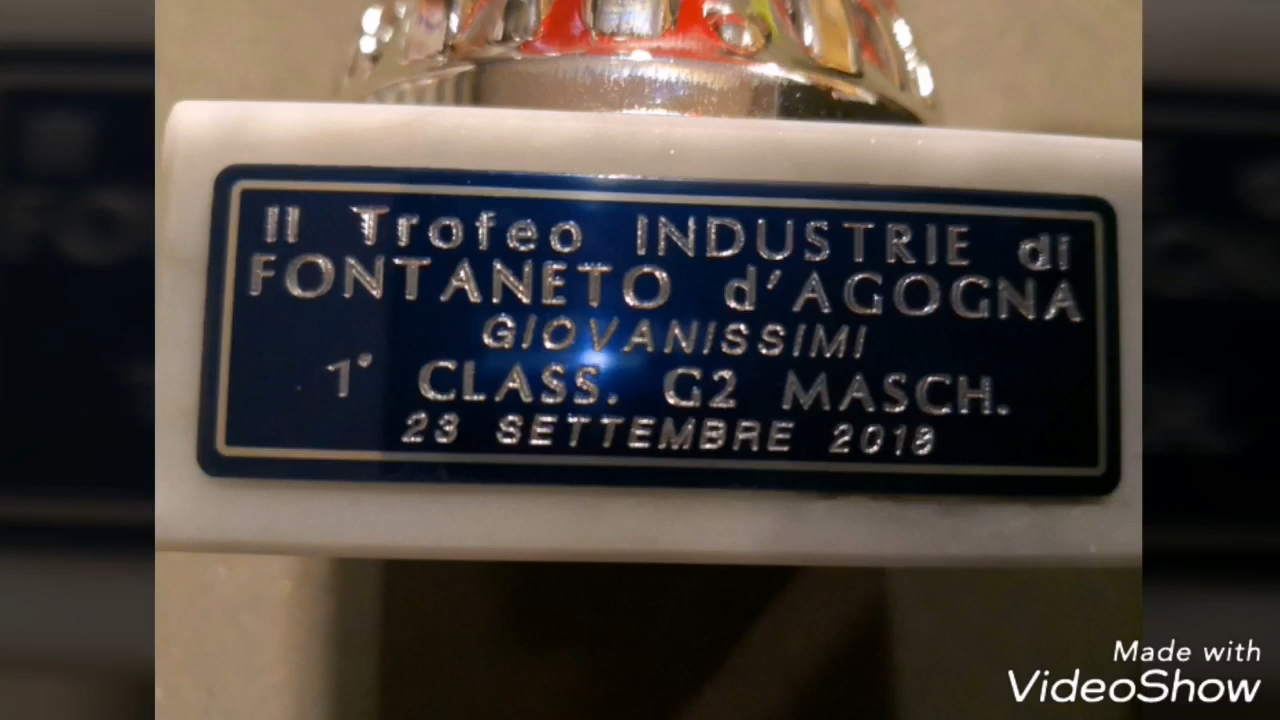 II Trofeo INDUSTRIE di
FONTANETO d'AGOGNA
GIOVANISSIMI
1° CLASS. G2 MASCH.
23 SETTEMBRE 2018
Made with
VideoShow